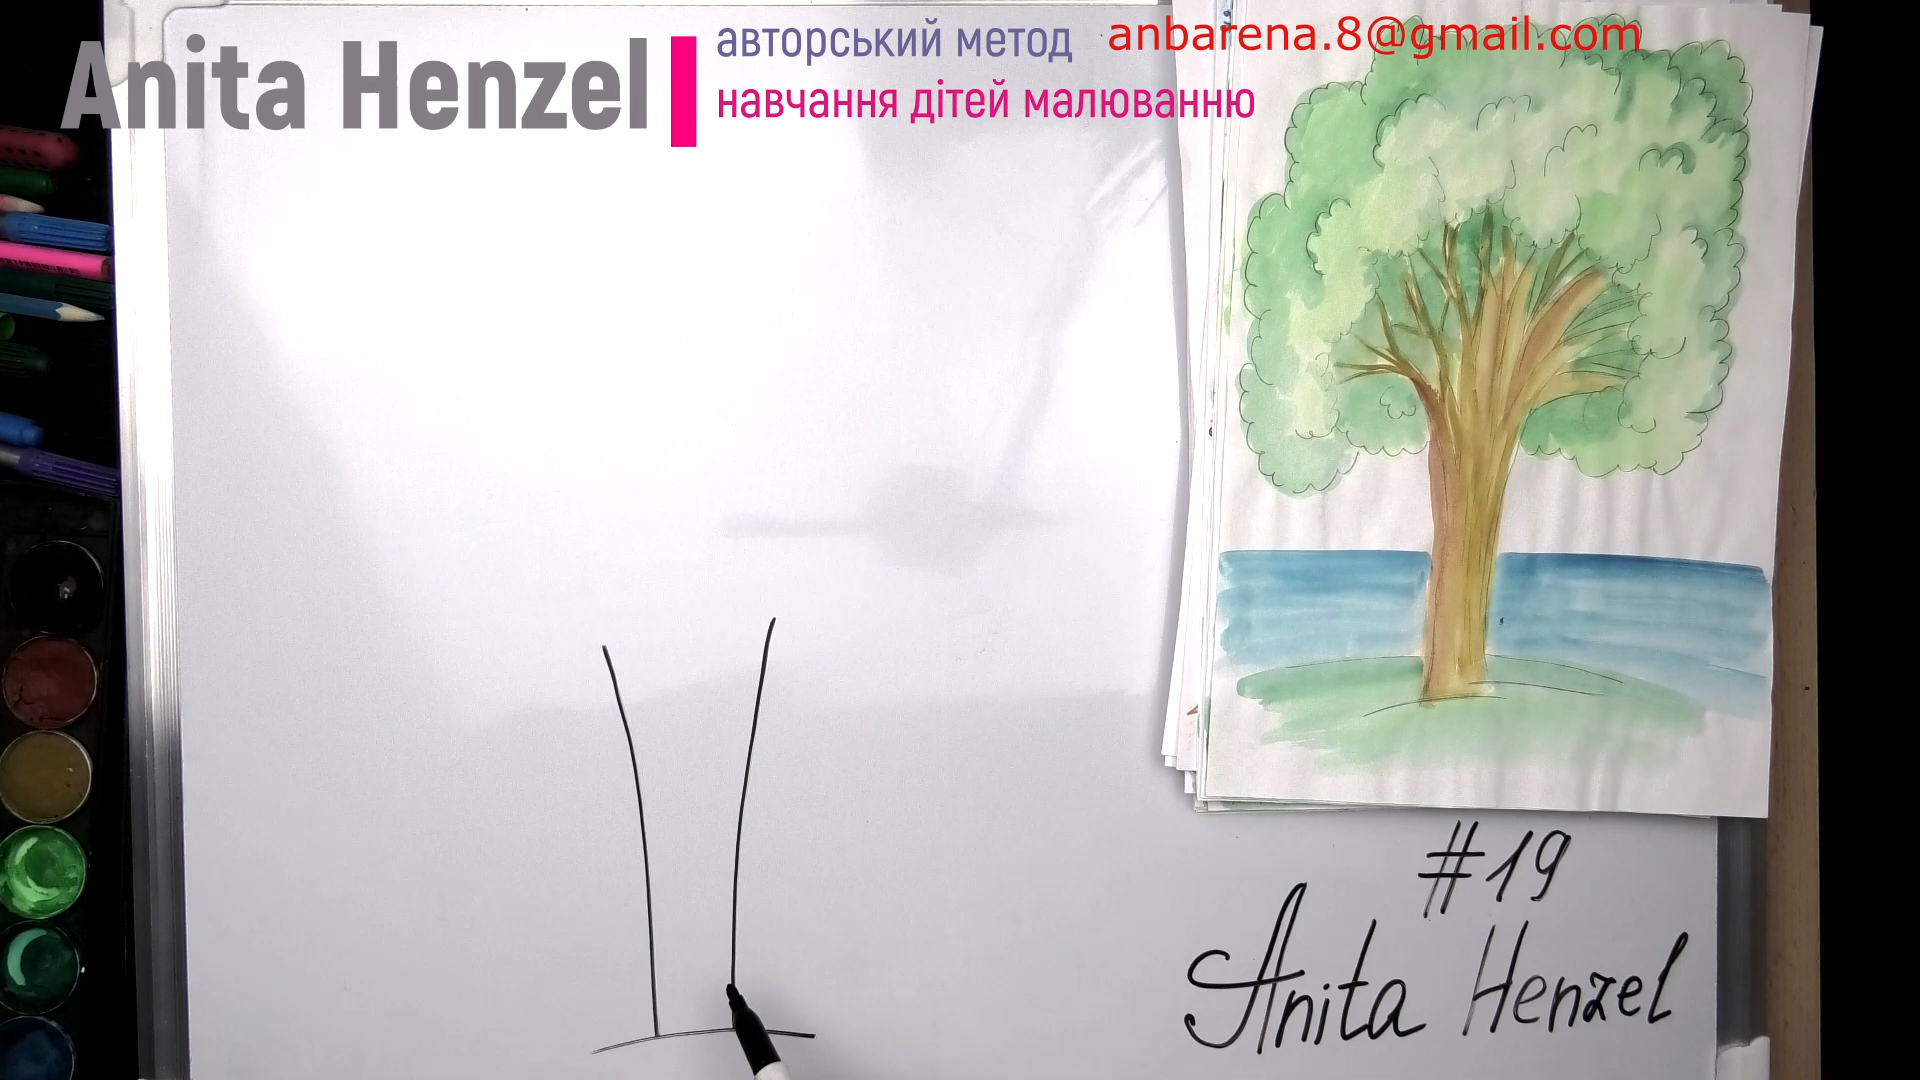 Anita Henzel
авторський метод
навчання дітей малюванню
anbarena.8@gmail.com
#19
Anita Henzel